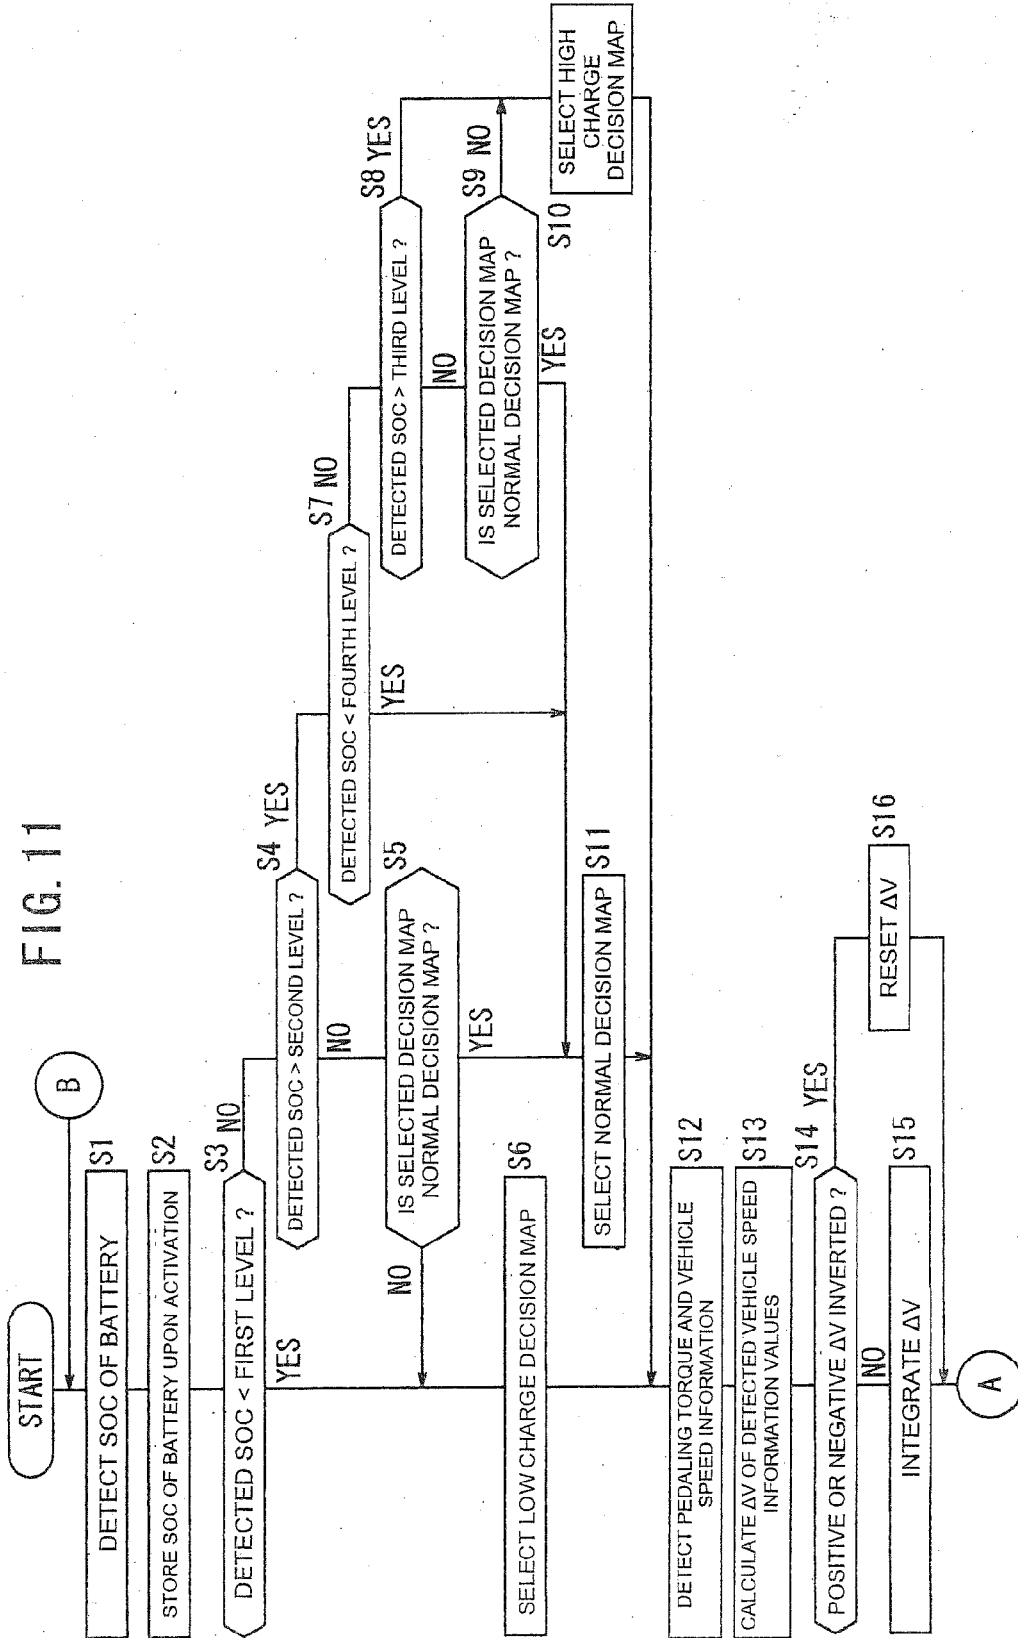 FIG. 11
START
B
DETECT SOC OF BATTERY
S1
STORE SOC OF BATTERY UPON ACTIVATION
S2
DETECTED SOC < FIRST LEVEL ?
S3
NO
YES
DETECTED SOC > SECOND LEVEL ?
S4
YES
NO
IS SELECTED DECISION MAP
NORMAL DECISION MAP ?
S5
NO
YES
SELECT LOW CHARGE DECISION MAP
S6
DETECTED SOC < FOURTH LEVEL ?
S7
NO
YES
DETECTED SOC > THIRD LEVEL ?
S8
YES
NO
IS SELECTED DECISION MAP
NORMAL DECISION MAP ?
S9
NO
YES
S10
SELECT HIGH
CHARGE
DECISION MAP
SELECT NORMAL DECISION MAP
S11
DETECT PEDALING TORQUE AND VEHICLE
SPEED INFORMATION
S12
CALCULATE ΔV OF DETECTED VEHICLE SPEED
INFORMATION VALUES
S13
POSITIVE OR NEGATIVE ΔV INVERTED ?
S14
YES
NO
INTEGRATE ΔV
S15
RESET ΔV
S16
A